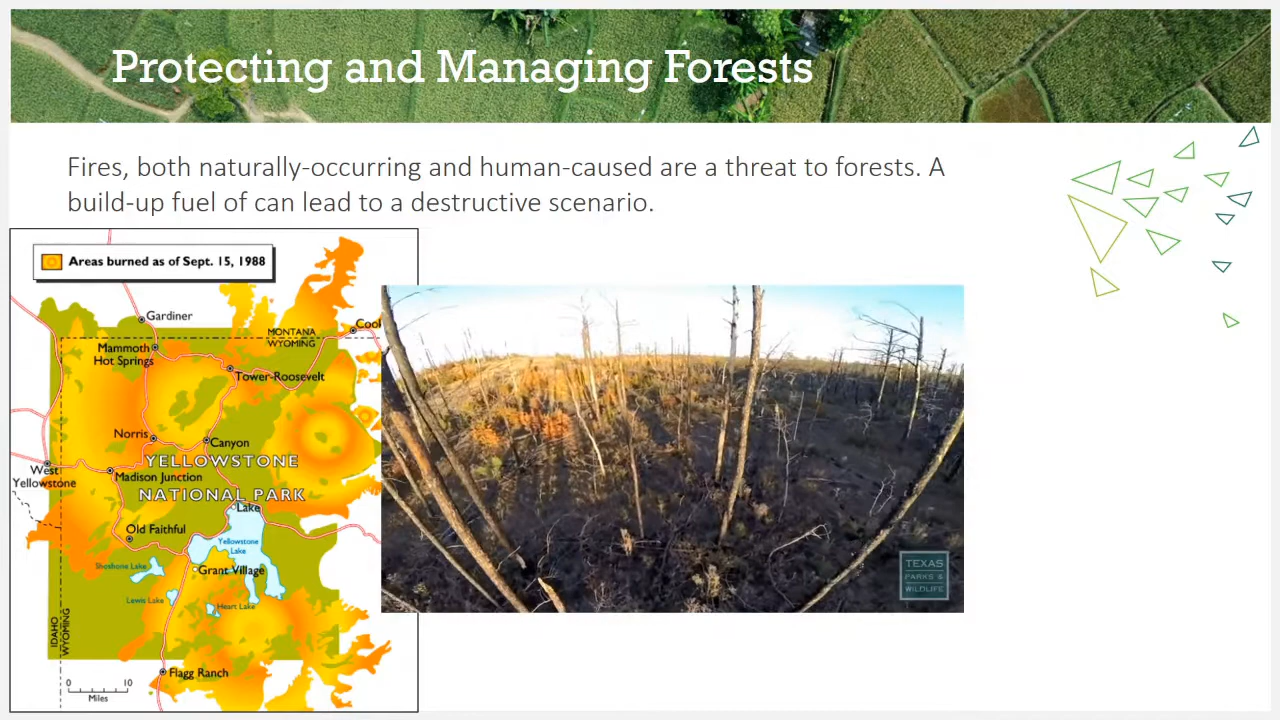 Protecting and Managing Forests
Fires, both naturally-occurring and human-caused are a threat to forests. A
build-up fuel of can lead to a destructive scenario.
Areas burned as of Sept. 15, 1988
Gardiner
MONTANA
WYOMING
Cool
Mammoth
Hot Springs
Tower-Roosevelt
Norris
Canyon
YELLOWSTONE
NATIONAL PARK
West
Yellowstone
Madison Junction
Lake
Old Faithful
Yellowstone
Lake
Shoshone Lake
Grant Village
Lewis Lake
Heart Lake
IDAHO
WYOMING
Flagg Ranch
0 10
Miles
TEXAS
PARKS &
WILDLIFE